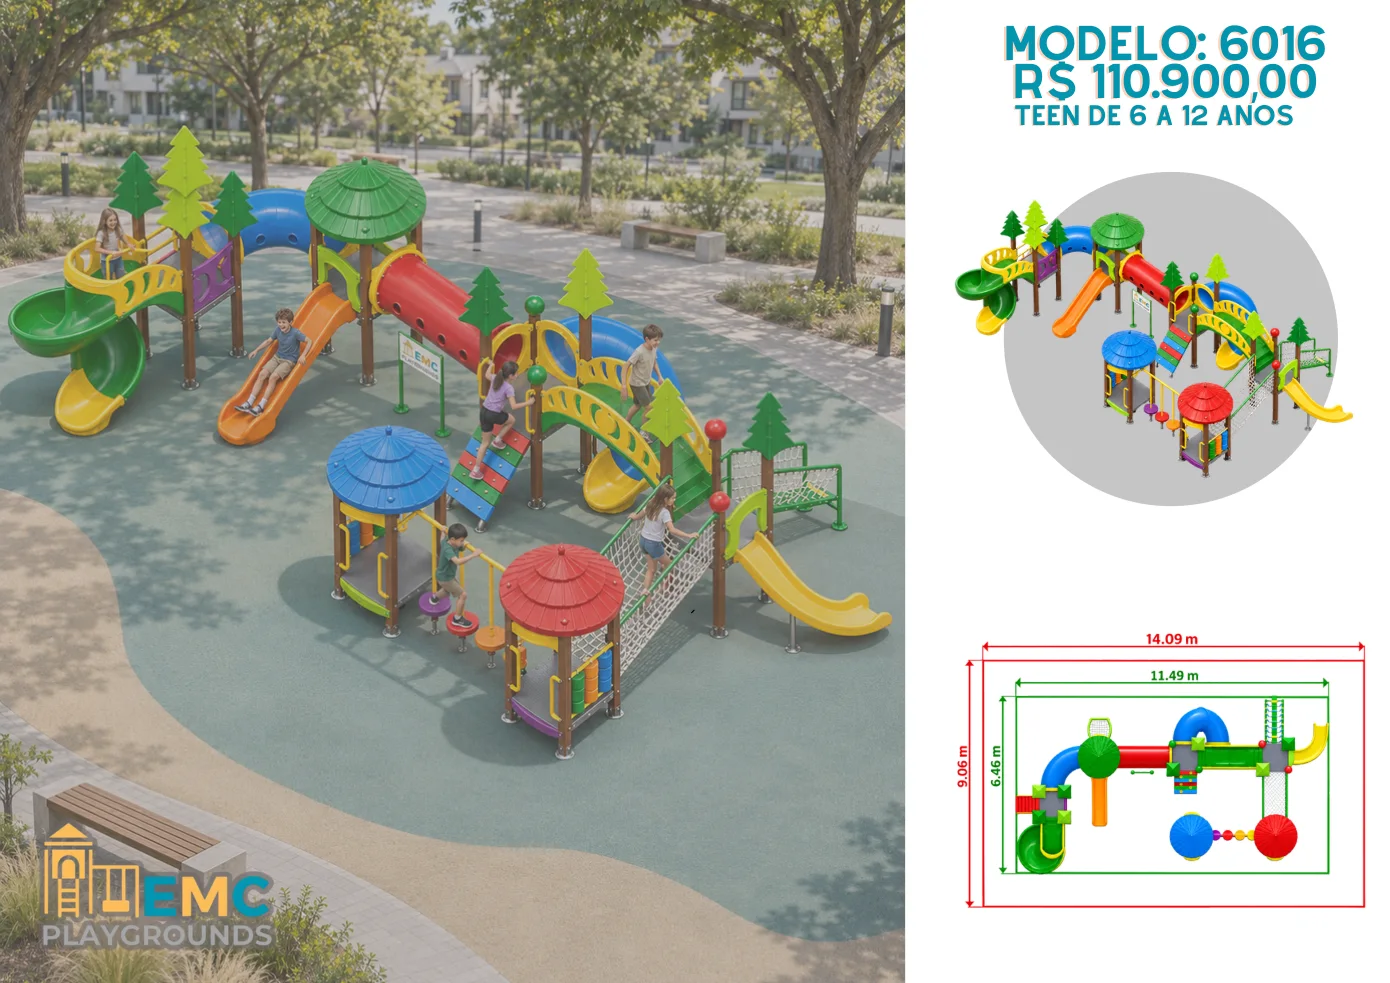 MODELO: 6016
R$ 110.900,00
TEEN DE 6 A 12 ANOS
EMC
14.09 m
11.49 m
9.06 m
6.46 m
EMC
PLAYGROUNDS